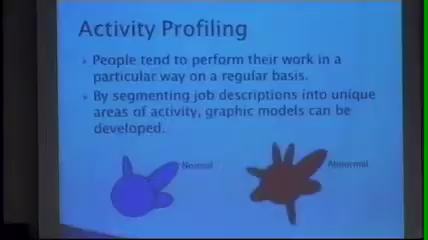 Activity Profiling
People tend to perform their work in a
particular way on a regular basis.
By segmenting job descriptions into unique
areas of activity, graphic models can be
developed.
Normal
Abnormal